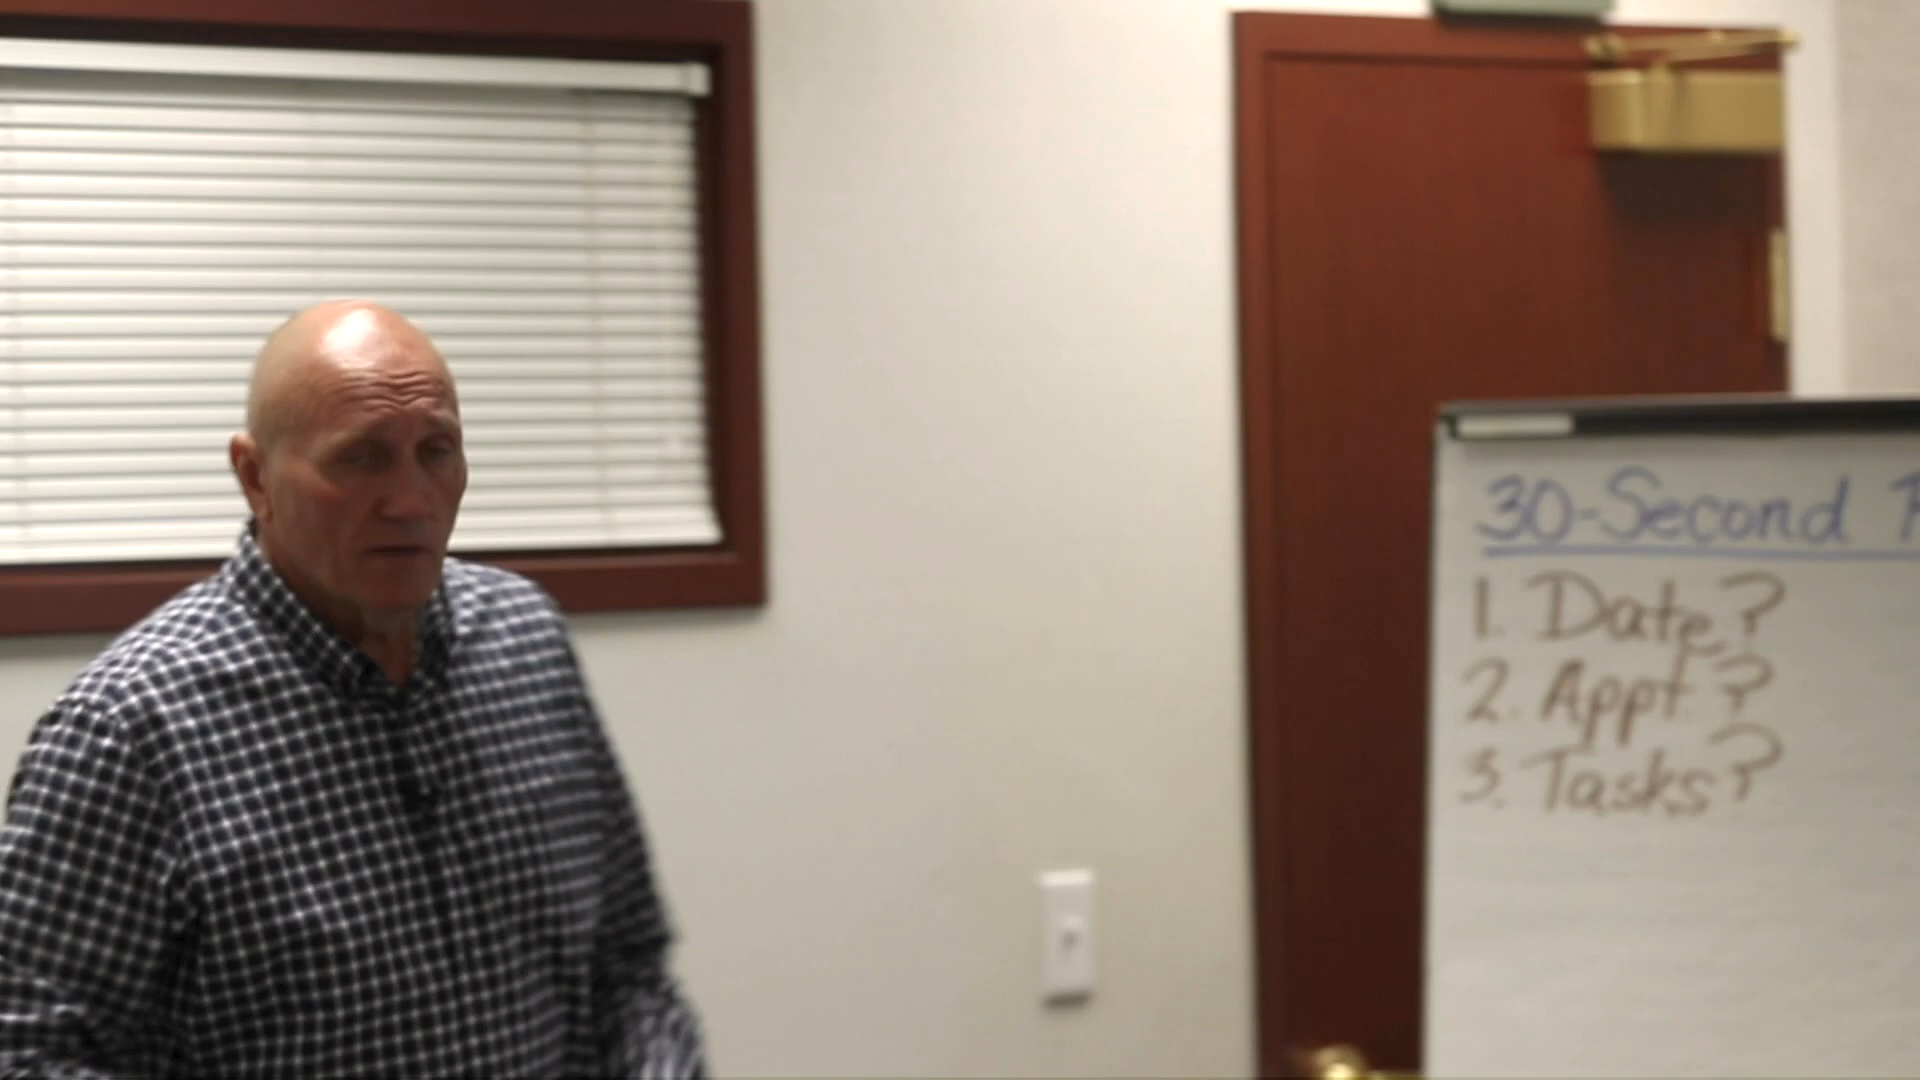 30-Second
1. Date?
2. Appt?
3. Tasks?